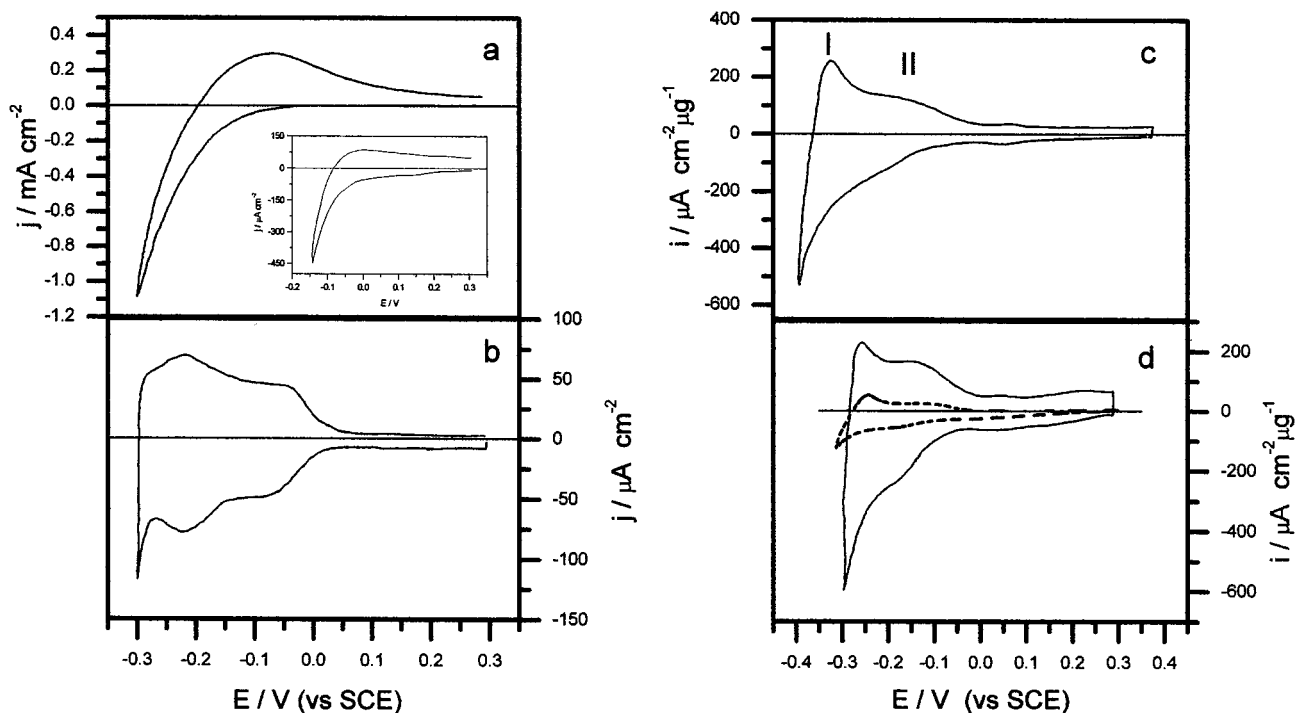 a
0.4
0.2
0.0
-0.2
-0.4
-0.6
-0.8
-1.0
-1.2
j / mA cm-2
150
0
-150
-300
-450
j / μA cm-2
-0.2 -0.1 0.0 0.1 0.2 0.3
E / V
b
100
50
0
-50
-100
-150
j / μA cm-2
-0.3 -0.2 -0.1 0.0 0.1 0.2 0.3
E / V (vs SCE)
c
I
II
400
200
0
-200
-400
-600
i / μA cm-2μg-1
d
200
0
-200
-400
-600
i / μA cm-2μg-1
-0.4 -0.3 -0.2 -0.1 0.0 0.1 0.2 0.3 0.4
E / V (vs SCE)